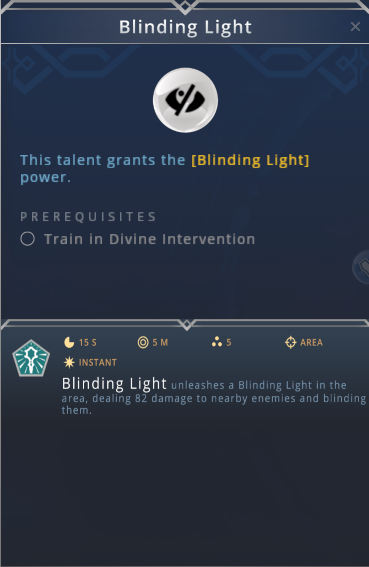 Blinding Light
This talent grants the [Blinding Light]
power.
PREREQUISITES
Train in Divine Intervention
15 S 5 M 5 AREA
INSTANT
Blinding Light unleashes a Blinding Light in the
area, dealing 82 damage to nearby enemies and blinding
them.